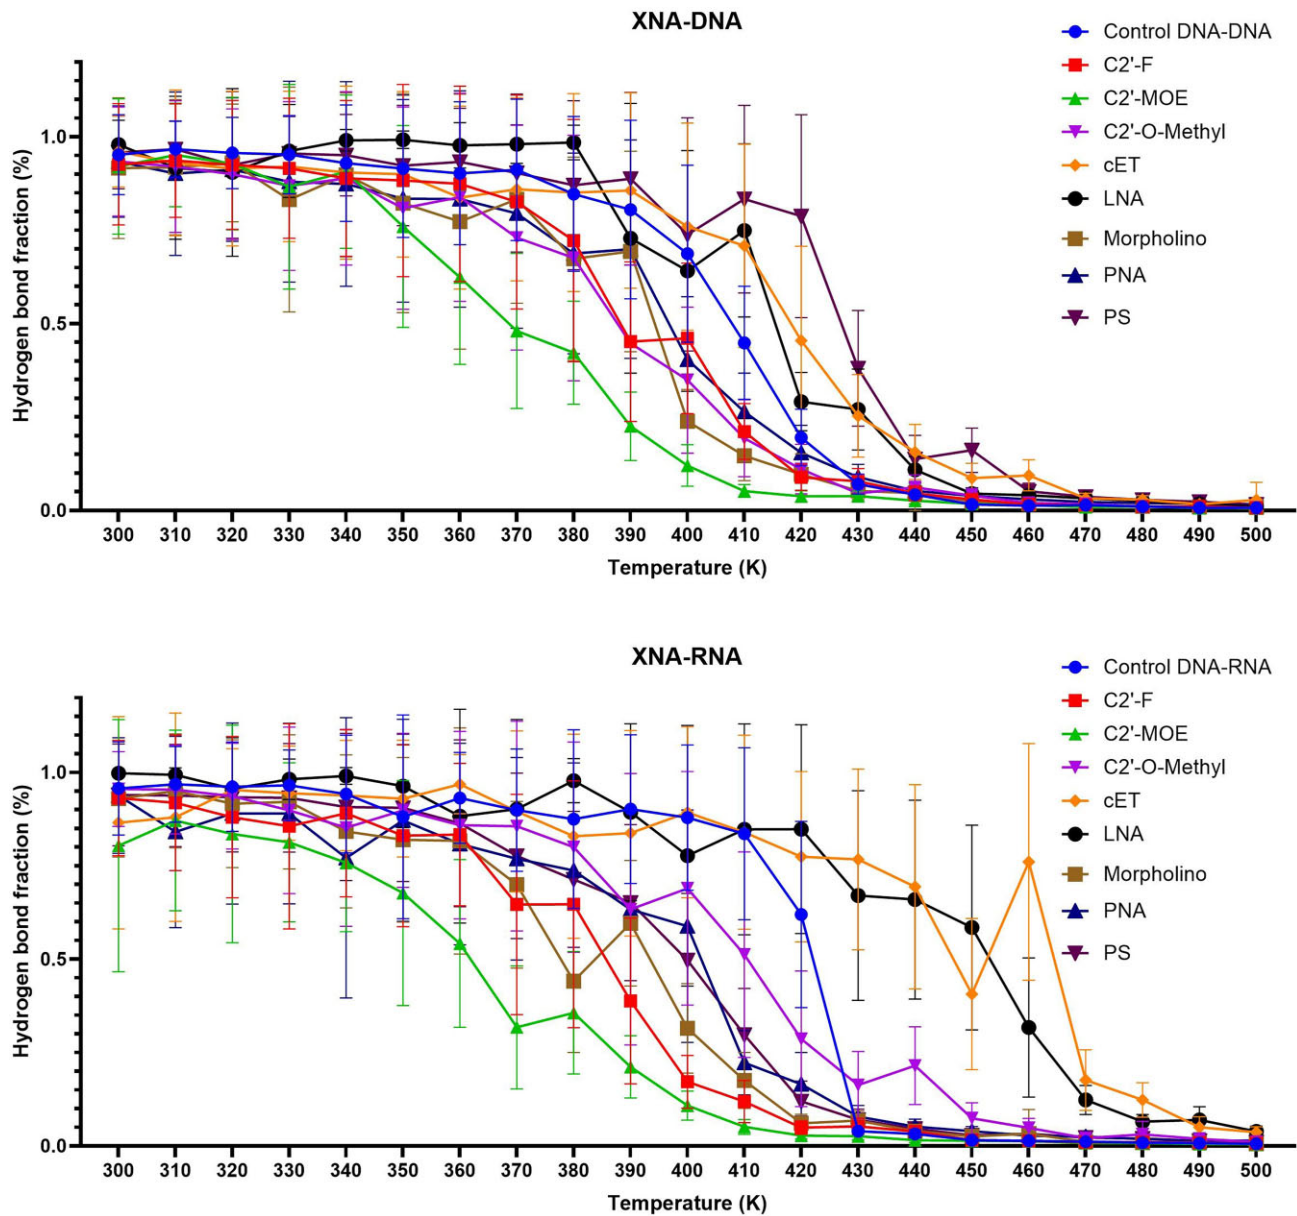 XNA-DNA
Control DNA-DNA
C2'-F
C2'-MOE
C2'-O-Methyl
cET
LNA
Morpholino
PNA
PS
Hydrogen bond fraction (%)
1.0
0.5
0.0
300 310 320 330 340 350 360 370 380 390 400 410 420 430 440 450 460 470 480 490 500
Temperature (K)
XNA-RNA
Control DNA-RNA
C2'-F
C2'-MOE
C2'-O-Methyl
cET
LNA
Morpholino
PNA
PS
Hydrogen bond fraction (%)
1.0
0.5
0.0
300 310 320 330 340 350 360 370 380 390 400 410 420 430 440 450 460 470 480 490 500
Temperature (K)